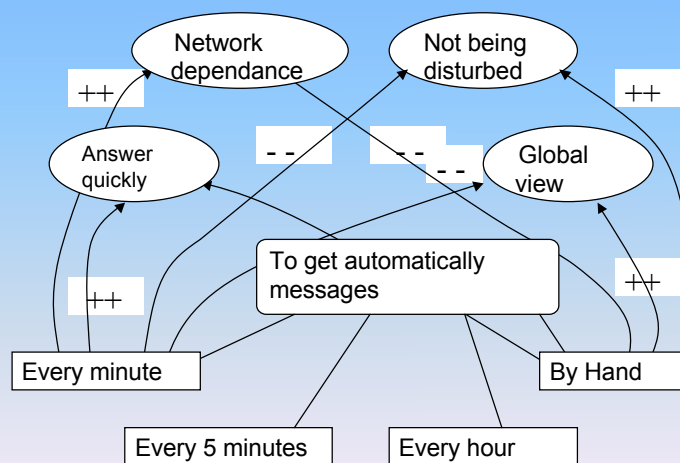 Network
dependance
Not being
disturbed
++
++
- -
- -
- -
Answer
quickly
Global
view
To get automatically
messages
++
++
Every minute
By Hand
Every 5 minutes
Every hour